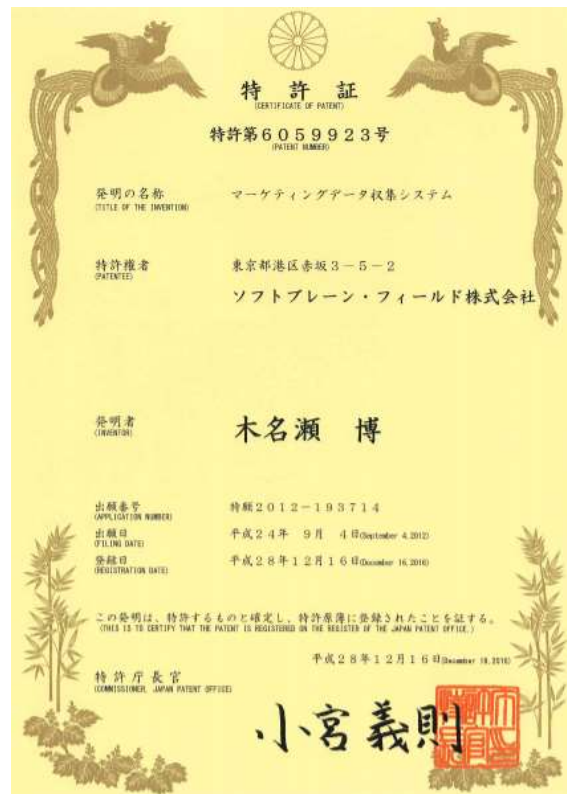 特許証
(CERTIFICATE OF PATENT)
特許第6059923号
(PATENT NUMBER)
発明の名称 マーケティングデータ収集システム
(TITLE OF THE INVENTION)
特許権者 東京都港区赤坂3-5-2
(PATENTEE)
ソフトブレーン・フィールド株式会社
発明者 木名瀬 博
(INVENTOR)
出願番号 特願2012-193714
(APPLICATION NUMBER)
出願日 平成24年 9月 4日(September 4,2012)
(FILING DATE)
登録日 平成28年12月16日(December 16,2016)
(REGISTRATION DATE)
この発明は、特許するものと確定し、特許原簿に登録されたことを証する。
(THIS IS TO CERTIFY THAT THE PATENT IS REGISTERED ON THE REGISTER OF THE JAPAN PATENT OFFICE.)
平成28年12月16日(December 16,2016)
特許庁長官
(COMMISSIONER, JAPAN PATENT OFFICE)
小宮義則